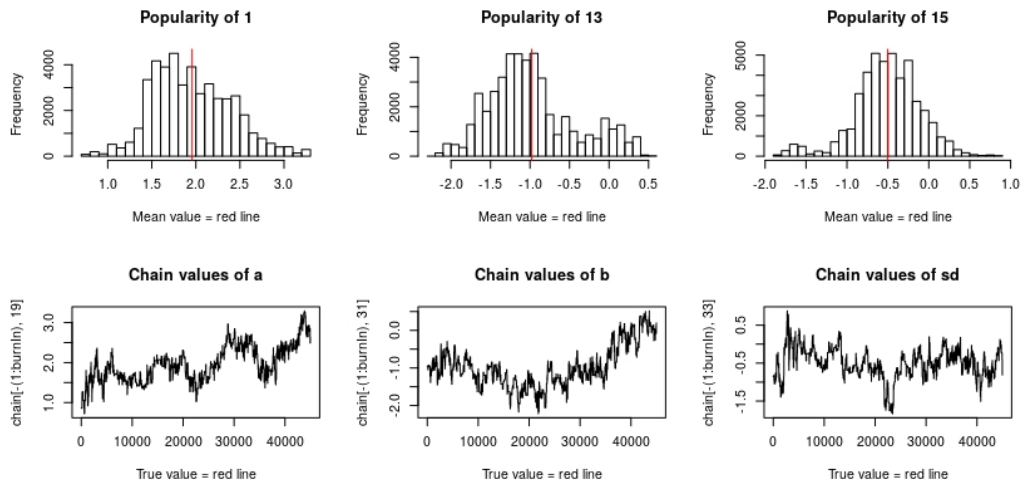 Popularity of 1
Popularity of 13
Popularity of 15
Frequency
0 2000 4000
1.0 1.5 2.0 2.5 3.0
Mean value = red line
Frequency
0 2000 4000
-2.0 -1.5 -1.0 -0.5 0.0 0.5
Mean value = red line
Frequency
0 2000 5000
-2.0 -1.5 -1.0 -0.5 0.0 0.5 1.0
Mean value = red line
Chain values of a
Chain values of b
Chain values of sd
chain[-(1:burnIn), 19]
1.0 2.0 3.0
0 10000 20000 30000 40000
True value = red line
chain[-(1:burnIn), 31]
-2.0 -1.0 0.0
0 10000 20000 30000 40000
True value = red line
chain[-(1:burnIn), 33]
-1.5 -0.5 0.5
0 10000 20000 30000 40000
True value = red line